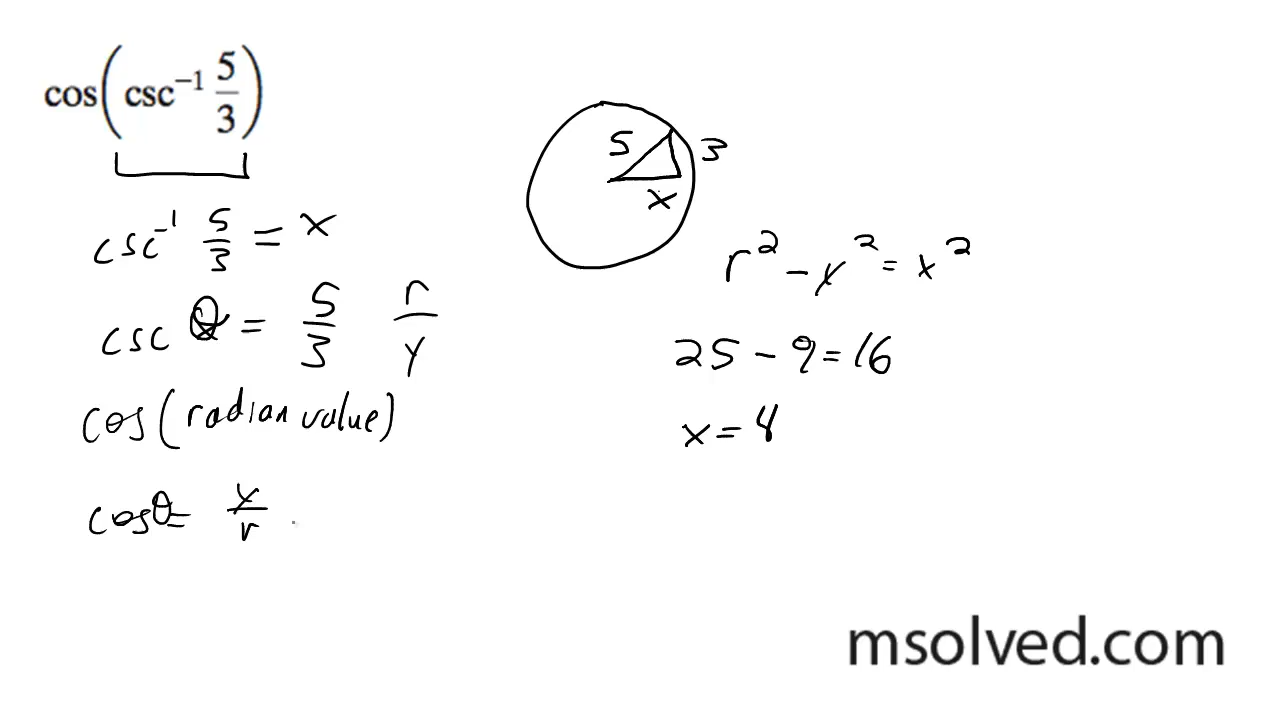 cos(csc⁻¹ 5/3)
csc⁻¹ 5/3 = x
csc θ = 5/3 r/y
cos(radian value)
cosθ= x/r
5 3
x
r² - y² = x²
25 - 9 = 16
x = 4
msolved.com